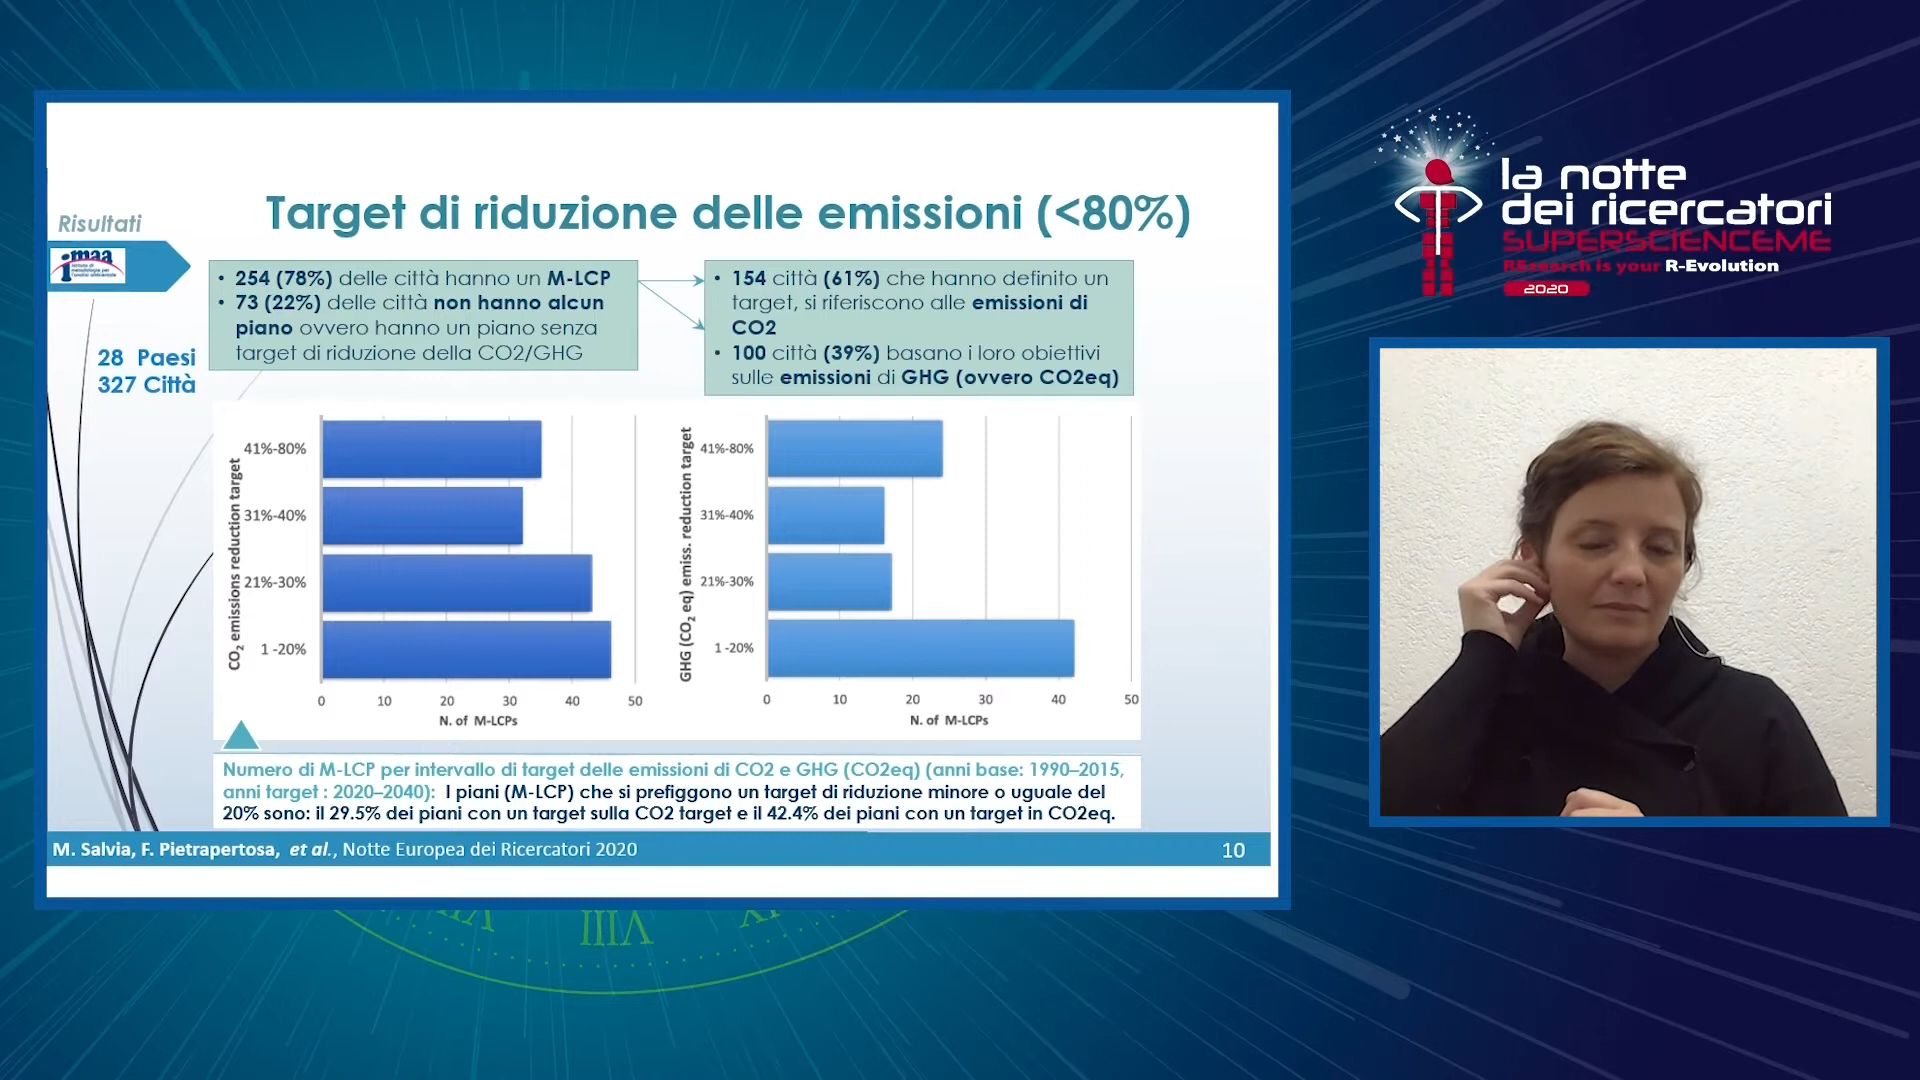 Risultati
Target di riduzione delle emissioni (<80%)
imaa
28 Paesi
327 Città
• 254 (78%) delle città hanno un M-LCP
• 73 (22%) delle città non hanno alcun
piano ovvero hanno un piano senza
target di riduzione della CO2/GHG
• 154 città (61%) che hanno definito un
target, si riferiscono alle emissioni di
CO2
• 100 città (39%) basano i loro obiettivi
sulle emissioni di GHG (ovvero CO2eq)
CO2 emissions reduction target
41%-80%
31%-40%
21%-30%
1 -20%
0 10 20 30 40 50
N. of M-LCPs
GHG (CO2 eq) emiss. reduction target
41%-80%
31%-40%
21%-30%
1 -20%
0 10 20 30 40 50
N. of M-LCPs
Numero di M-LCP per intervallo di target delle emissioni di CO2 e GHG (CO2eq) (anni base: 1990–2015,
anni target : 2020–2040): I piani (M-LCP) che si prefiggono un target di riduzione minore o uguale del
20% sono: il 29.5% dei piani con un target sulla CO2 target e il 42.4% dei piani con un target in CO2eq.
M. Salvia, F. Pietrapertosa, et al., Notte Europea dei Ricercatori 2020
10
la notte
dei ricercatori
SUPERSCIENCEME
REsearch is your R-Evolution
2020
VIII